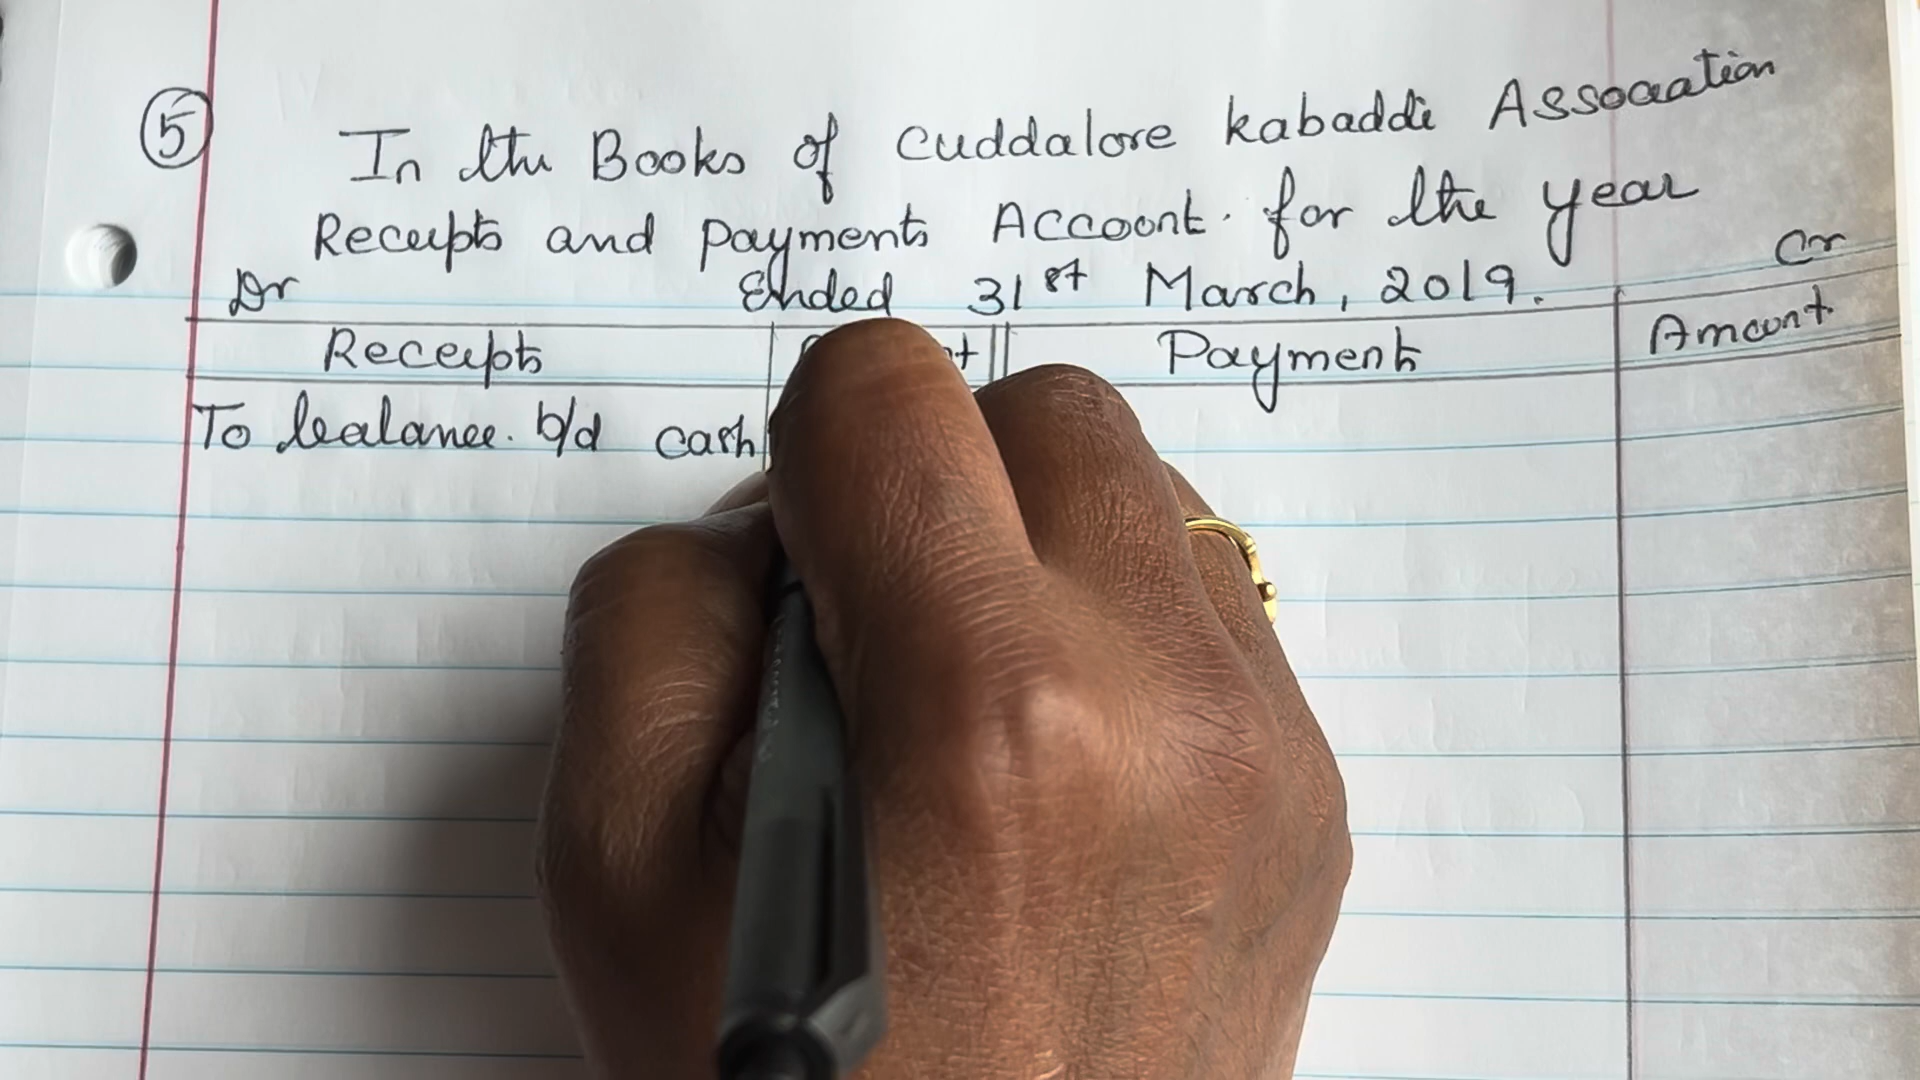 5
In the Books of Cuddalore kabaddi Association
Receipts and payments Account. for the year
Dr Ended 31st March, 2019. Cr
Receipts Payments Amount
To balance. b/d cash